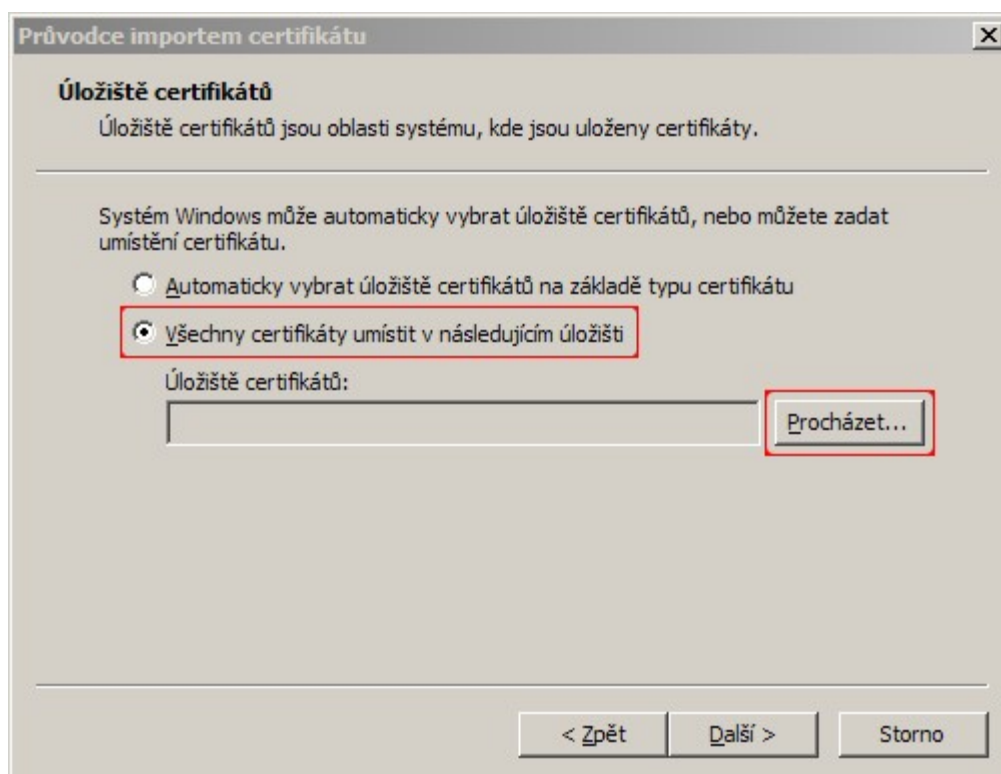 Průvodce importem certifikátu
Úložiště certifikátů
Úložiště certifikátů jsou oblasti systému, kde jsou uloženy certifikáty.
Systém Windows může automaticky vybrat úložiště certifikátů, nebo můžete zadat
umístění certifikátu.
Automaticky vybrat úložiště certifikátů na základě typu certifikátu
Všechny certifikáty umístit v následujícím úložišti
Úložiště certifikátů:
Procházet...
< Zpět
Další >
Storno